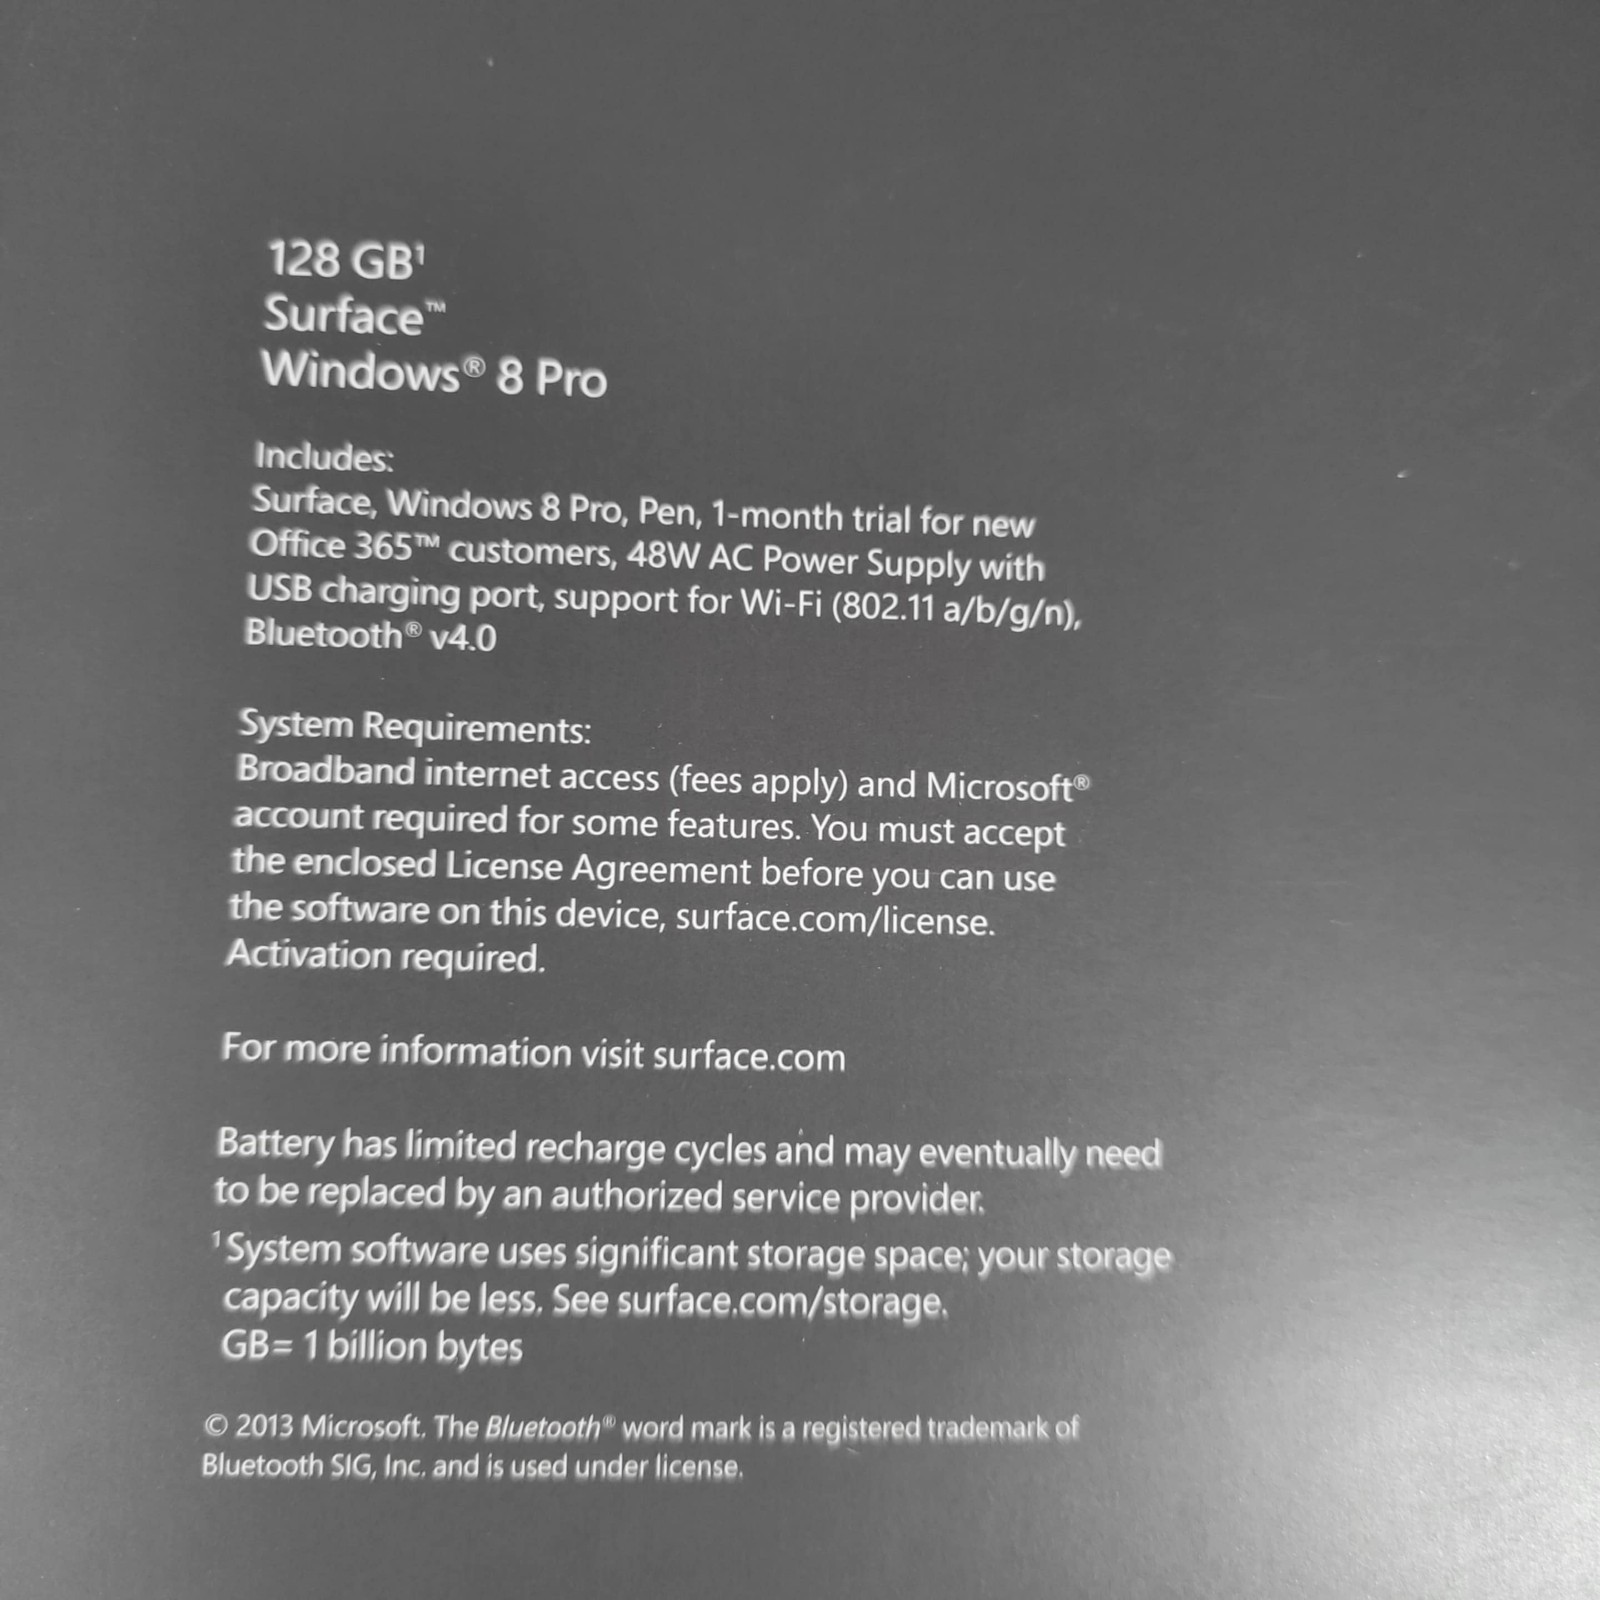 128 GB¹
Surface™
Windows® 8 Pro
Includes:
Surface, Windows 8 Pro, Pen, 1-month trial for new
Office 365™ customers, 48W AC Power Supply with
USB charging port, support for Wi-Fi (802.11 a/b/g/n),
Bluetooth® v4.0
System Requirements:
Broadband internet access (fees apply) and Microsoft®
account required for some features. You must accept
the enclosed License Agreement before you can use
the software on this device, surface.com/license.
Activation required.
For more information visit surface.com
Battery has limited recharge cycles and may eventually need
to be replaced by an authorized service provider.
¹ System software uses significant storage space; your storage
capacity will be less. See surface.com/storage.
GB= 1 billion bytes
© 2013 Microsoft. The Bluetooth® word mark is a registered trademark of
Bluetooth SIG, Inc. and is used under license.